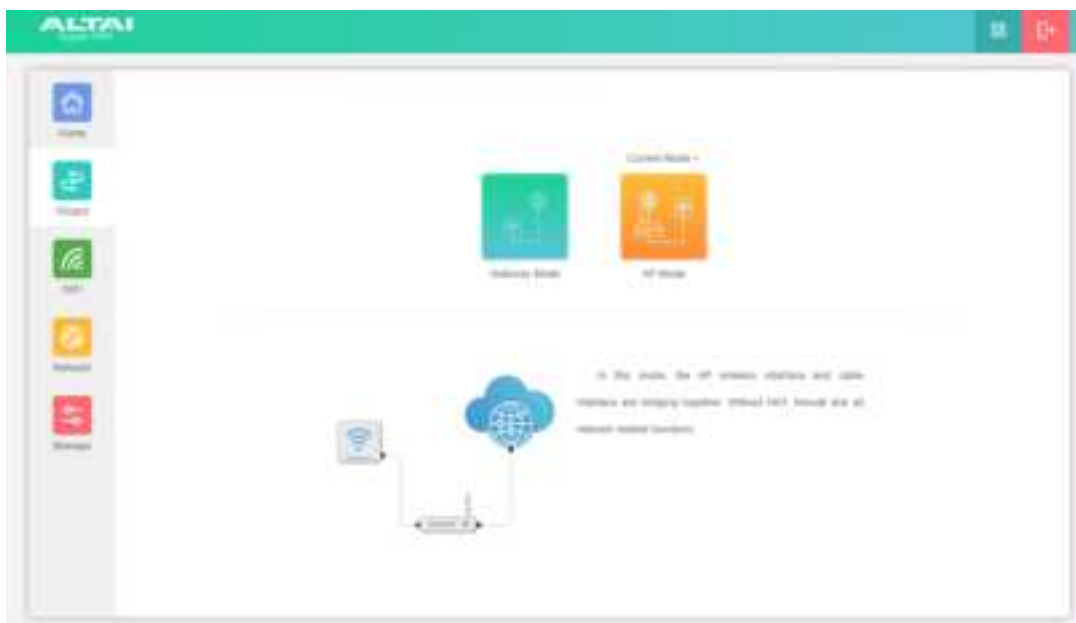 ALTAI
Home
Current Mode
Wizard
Gateway Mode
AP Mode
WiFi
Network
In this mode, the AP wireless interface and cable
interface are bridging together. Without NAT, firewall and all
network related functions.
Manage